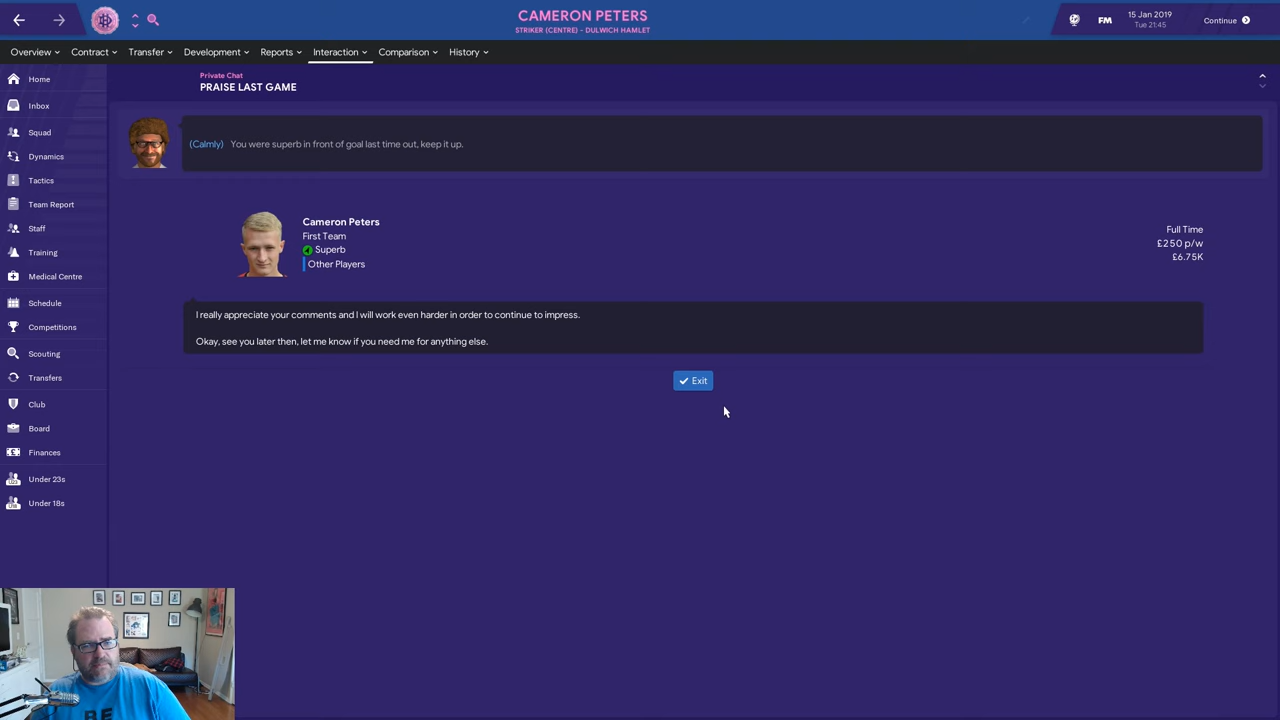 CAMERON PETERS
STRIKER (CENTRE) - DULWICH HAMLET
FM
15 Jan 2019
Tue 21:45
Continue
Overview
Contract
Transfer
Development
Reports
Interaction
Comparison
History
Home
Inbox
Squad
Dynamics
Tactics
Team Report
Staff
Training
Medical Centre
Schedule
Competitions
Scouting
Transfers
Club
Board
Finances
Under 23s
Under 18s
Private Chat
PRAISE LAST GAME
(Calmly) You were superb in front of goal last time out, keep it up.
Cameron Peters
First Team
Superb
Other Players
Full Time
£250 p/w
£6.75K
I really appreciate your comments and I will work even harder in order to continue to impress.
Okay, see you later then, let me know if you need me for anything else.
Exit